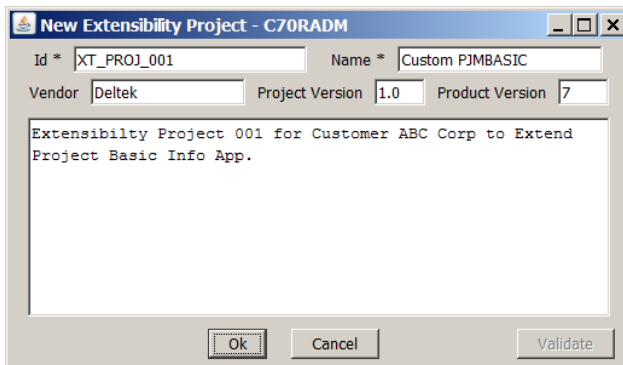 New Extensibility Project - C70RADM
Id * XT_PROJ_001 Name * Custom PJMBASIC
Vendor Deltek Project Version 1.0 Product Version 7
Extensibilty Project 001 for Customer ABC Corp to Extend
Project Basic Info App.
Ok Cancel Validate